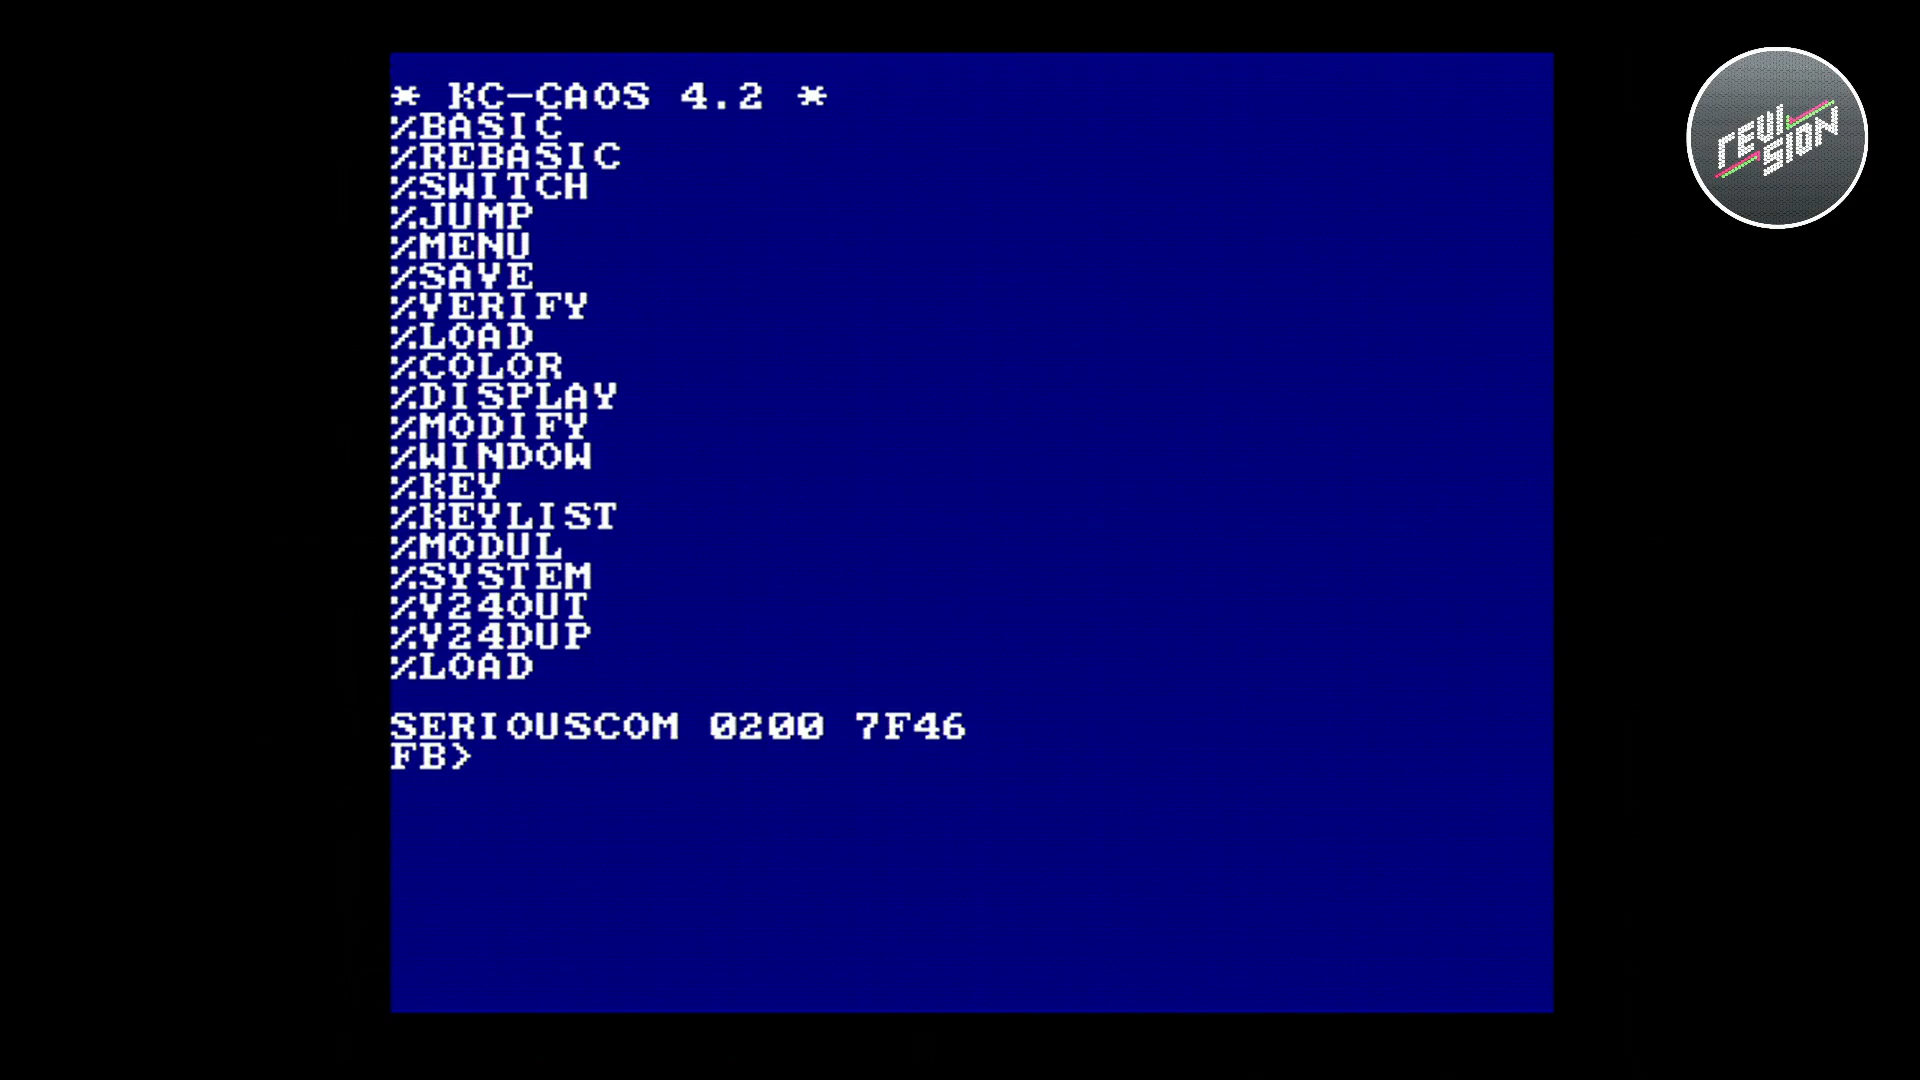 * KC-CAOS 4.2 *
%BASIC
%REBASIC
%SWITCH
%JUMP
%MENU
%SAVE
%VERIFY
%LOAD
%COLOR
%DISPLAY
%MODIFY
%WINDOW
%KEY
%KEYLIST
%MODUL
%SYSTEM
%V24OUT
%V24DUP
%LOAD
SERIOUSCOM 0200 7F46
FB>
REVISION